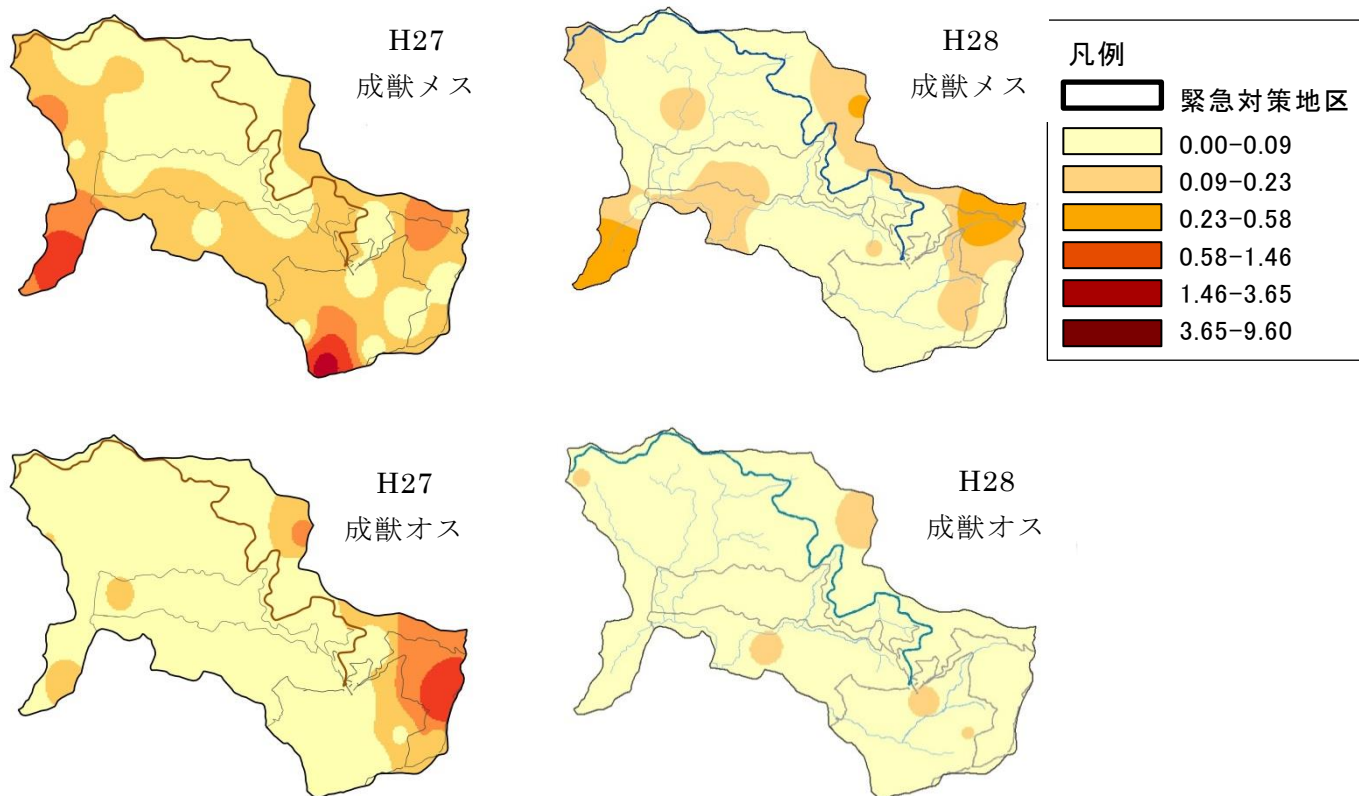 H27
成獣メス
H28
成獣メス
凡例
緊急対策地区
0.00-0.09
0.09-0.23
0.23-0.58
0.58-1.46
1.46-3.65
3.65-9.60
H27
成獣オス
H28
成獣オス